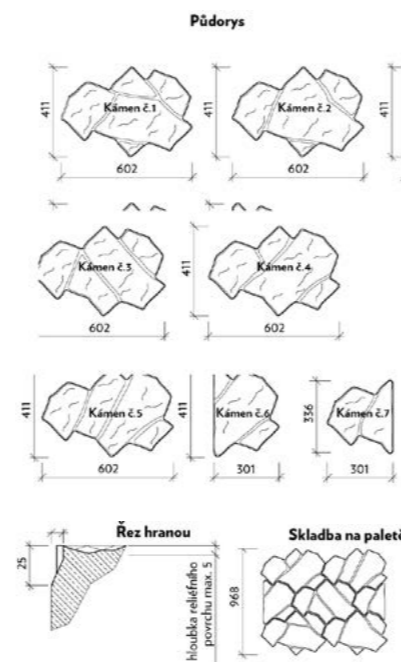 Půdorys
411
Kámen č.1
602
411
Kámen č.2
602
Kámen č.3
602
411
Kámen č.4
602
411
Kámen č.5
602
411
Kámen č.6
301
336
Kámen č.7
301
Řez hranou
25
hloubka reliéfního
povrchu max. 5
Skladba na paletě
968